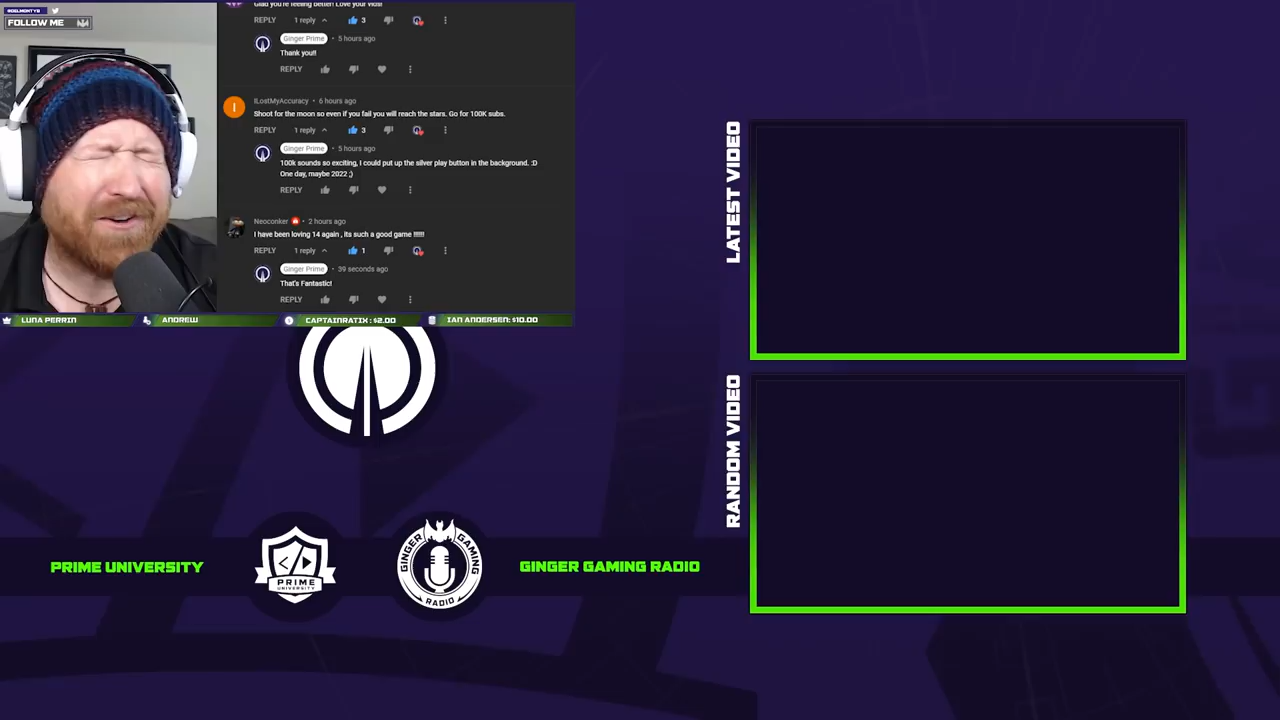 FOLLOW ME
Glad you're feeling better! Love your vids!
REPLY 1 reply 3
Ginger Prime • 5 hours ago
Thank you!!
REPLY
I
ILostMyAccuracy • 6 hours ago
Shoot for the moon so even if you fail you will reach the stars. Go for 100K subs.
REPLY 1 reply 3
Ginger Prime • 5 hours ago
100k sounds so exciting, I could put up the silver play button in the background. :D
One day, maybe 2022 ;)
REPLY
Neoconker • 2 hours ago
I have been loving 14 again , its such a good game !!!!!!
REPLY 1 reply 1
Ginger Prime • 39 seconds ago
That's Fantastic!
REPLY
LUNA PERRIN ANDREW CAPTAINRATIX : $2.00 IAN ANDERSEN: $10.00
LATEST VIDEO
RANDOM VIDEO
PRIME UNIVERSITY
PRIME
UNIVERSITY
GINGER GAMING
RADIO
GINGER GAMING RADIO